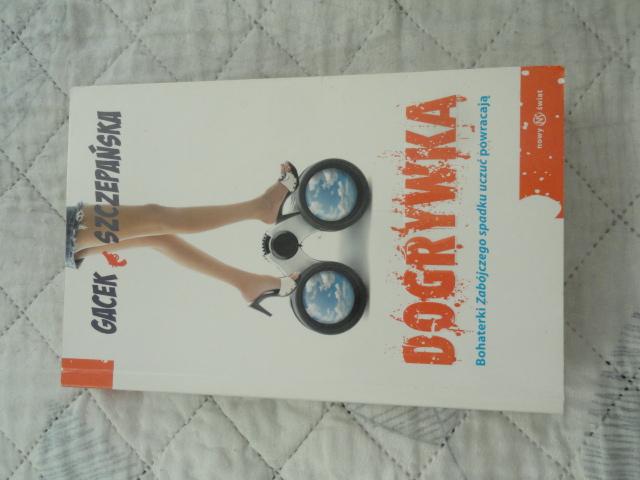 GACEK & SZCZEPAŃSKA
DOGRYWKA
Bohaterki Zabójczego spadku uczuć powracają
nowy świat